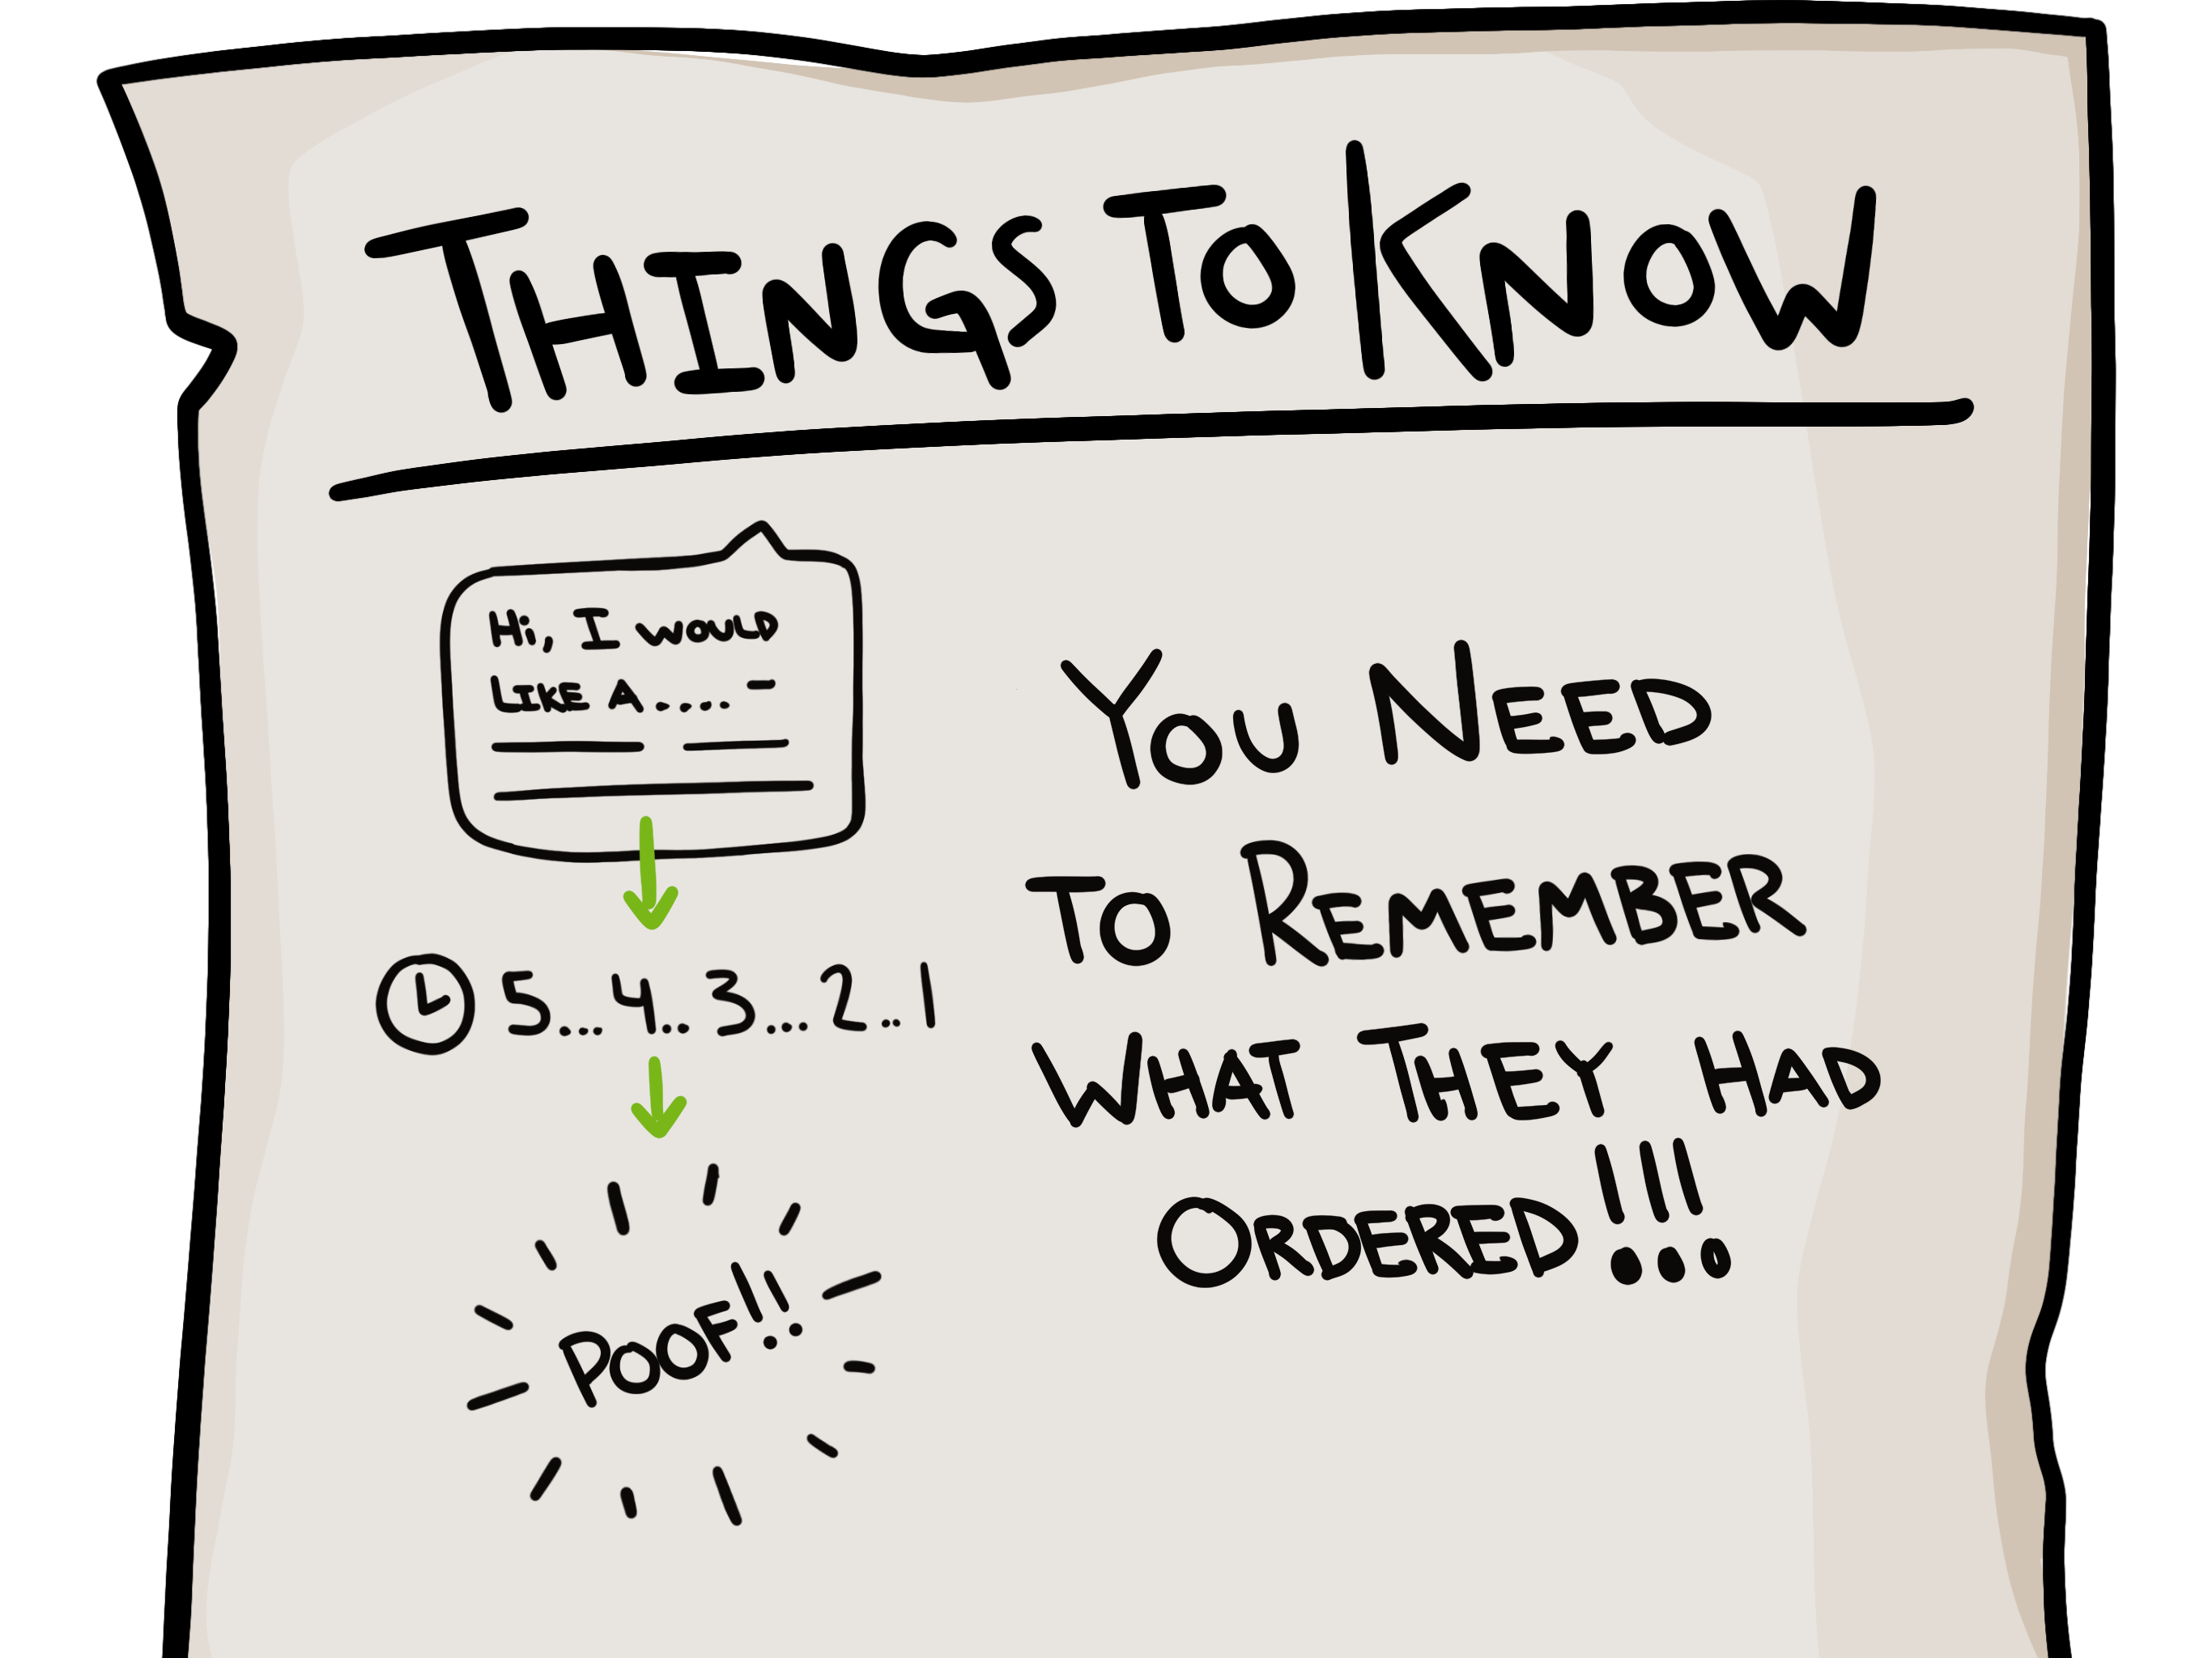 THINGS TO KNOW
Hi, I WOULD
LIKE A.....-
5... 4... 3... 2...1
POOF!!
YOU NEED
TO REMEMBER
WHAT THEY HAD
ORDERED!!!